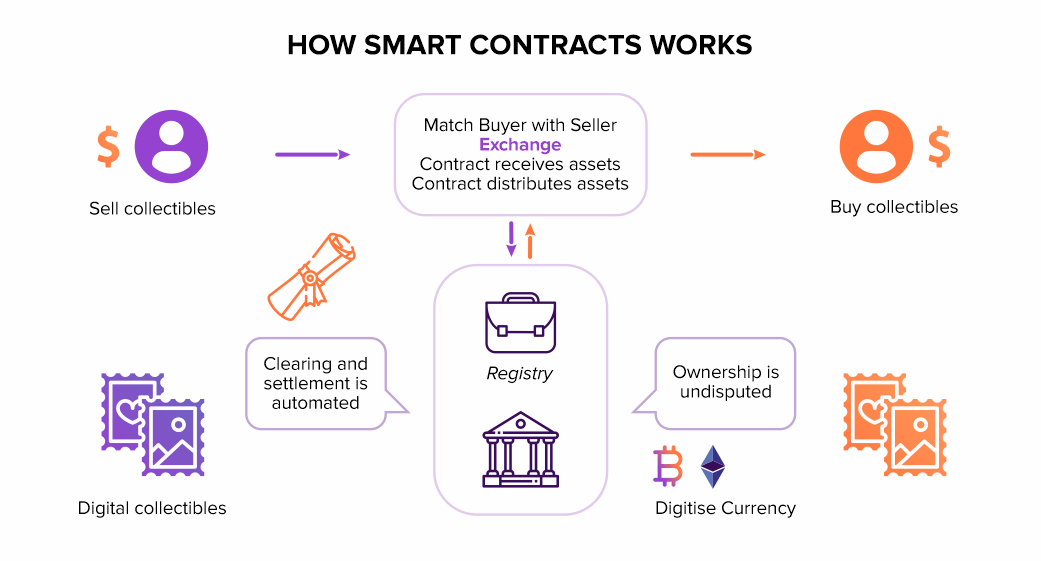 HOW SMART CONTRACTS WORKS
$
Sell collectibles
Match Buyer with Seller
Exchange
Contract receives assets
Contract distributes assets
$
Buy collectibles
Clearing and
settlement is
automated
Registry
Ownership is
undisputed
Digital collectibles
Digitise Currency